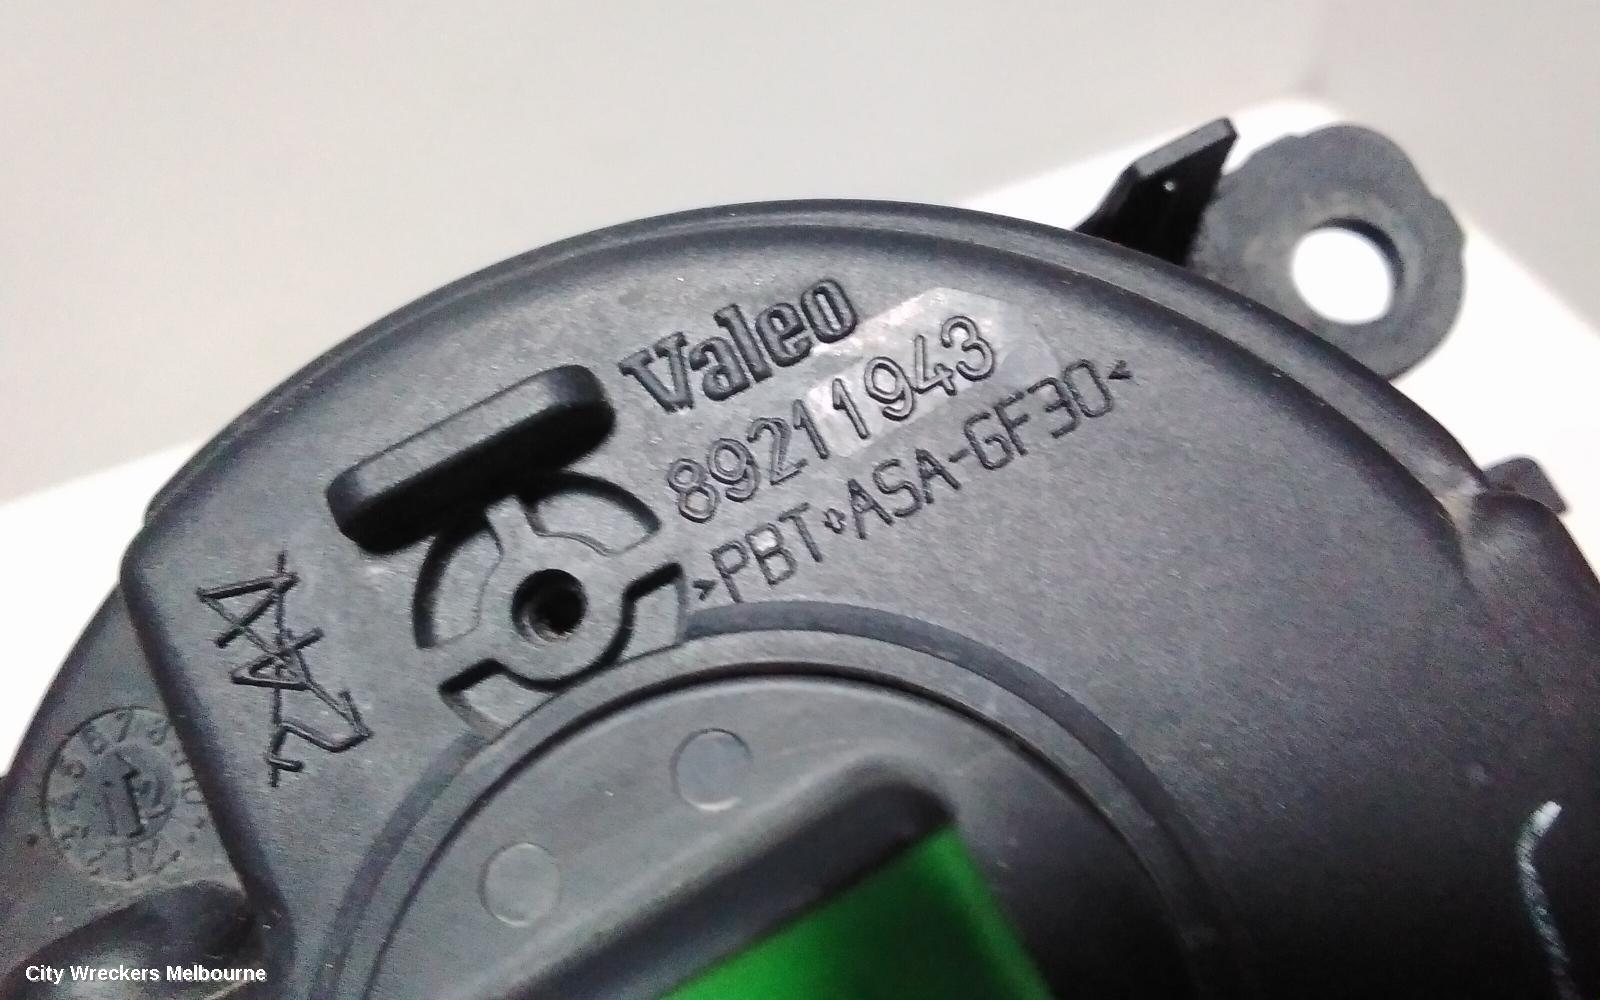 Valeo
89211943
>PBT+ASA-GF30<
City Wreckers Melbourne